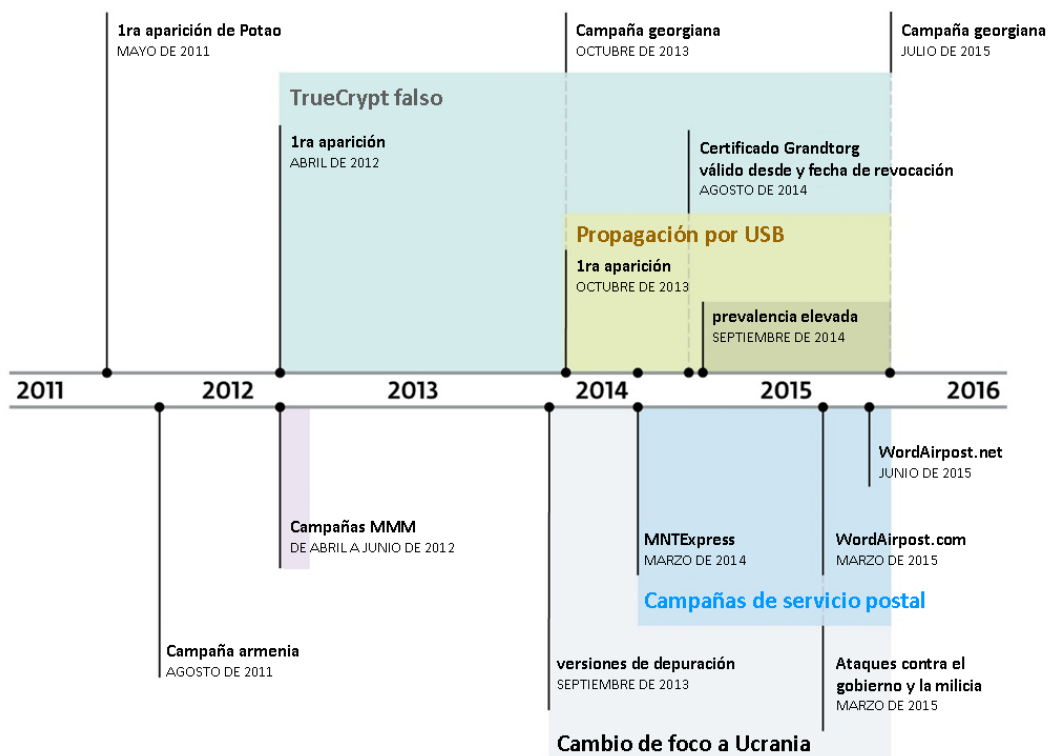 1ra aparición de Potao
MAYO DE 2011
Campaña georgiana
OCTUBRE DE 2013
Campaña georgiana
JULIO DE 2015
TrueCrypt falso
1ra aparición
ABRIL DE 2012
Certificado Grandtorg
válido desde y fecha de revocación
AGOSTO DE 2014
Propagación por USB
1ra aparición
OCTUBRE DE 2013
prevalencia elevada
SEPTIEMBRE DE 2014
2011 2012 2013 2014 2015 2016
WordAirpost.net
JUNIO DE 2015
Campañas MMM
DE ABRIL A JUNIO DE 2012
MNTExpress
MARZO DE 2014
WordAirpost.com
MARZO DE 2015
Campañas de servicio postal
Campaña armenia
AGOSTO DE 2011
versiones de depuración
SEPTIEMBRE DE 2013
Ataques contra el
gobierno y la milicia
MARZO DE 2015
Cambio de foco a Ucrania